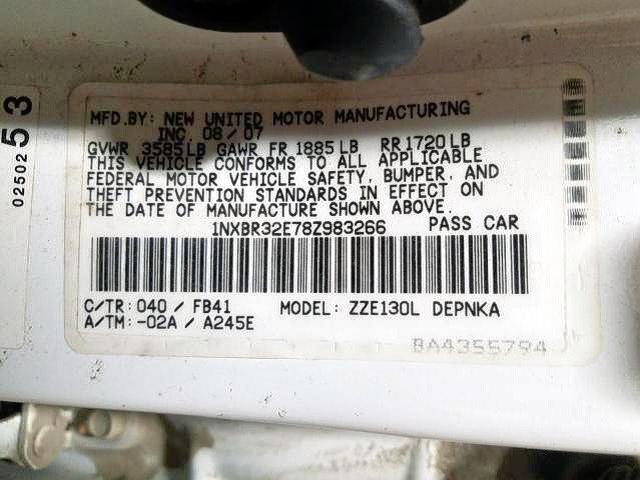 MFD.BY: NEW UNITED MOTOR MANUFACTURING
INC. 08/07
GVWR 3585LB GAWR FR 1885LB RR1720LB
THIS VEHICLE CONFORMS TO ALL APPLICABLE
FEDERAL MOTOR VEHICLE SAFETY, BUMPER, AND
THEFT PREVENTION STANDARDS IN EFFECT ON
THE DATE OF MANUFACTURE SHOWN ABOVE.
1NXBR32E78Z983266 PASS CAR
C/TR: 040 / FB41 MODEL: ZZE130L DEPNKA
A/TM: -02A / A245E
BA4355794
02502
53